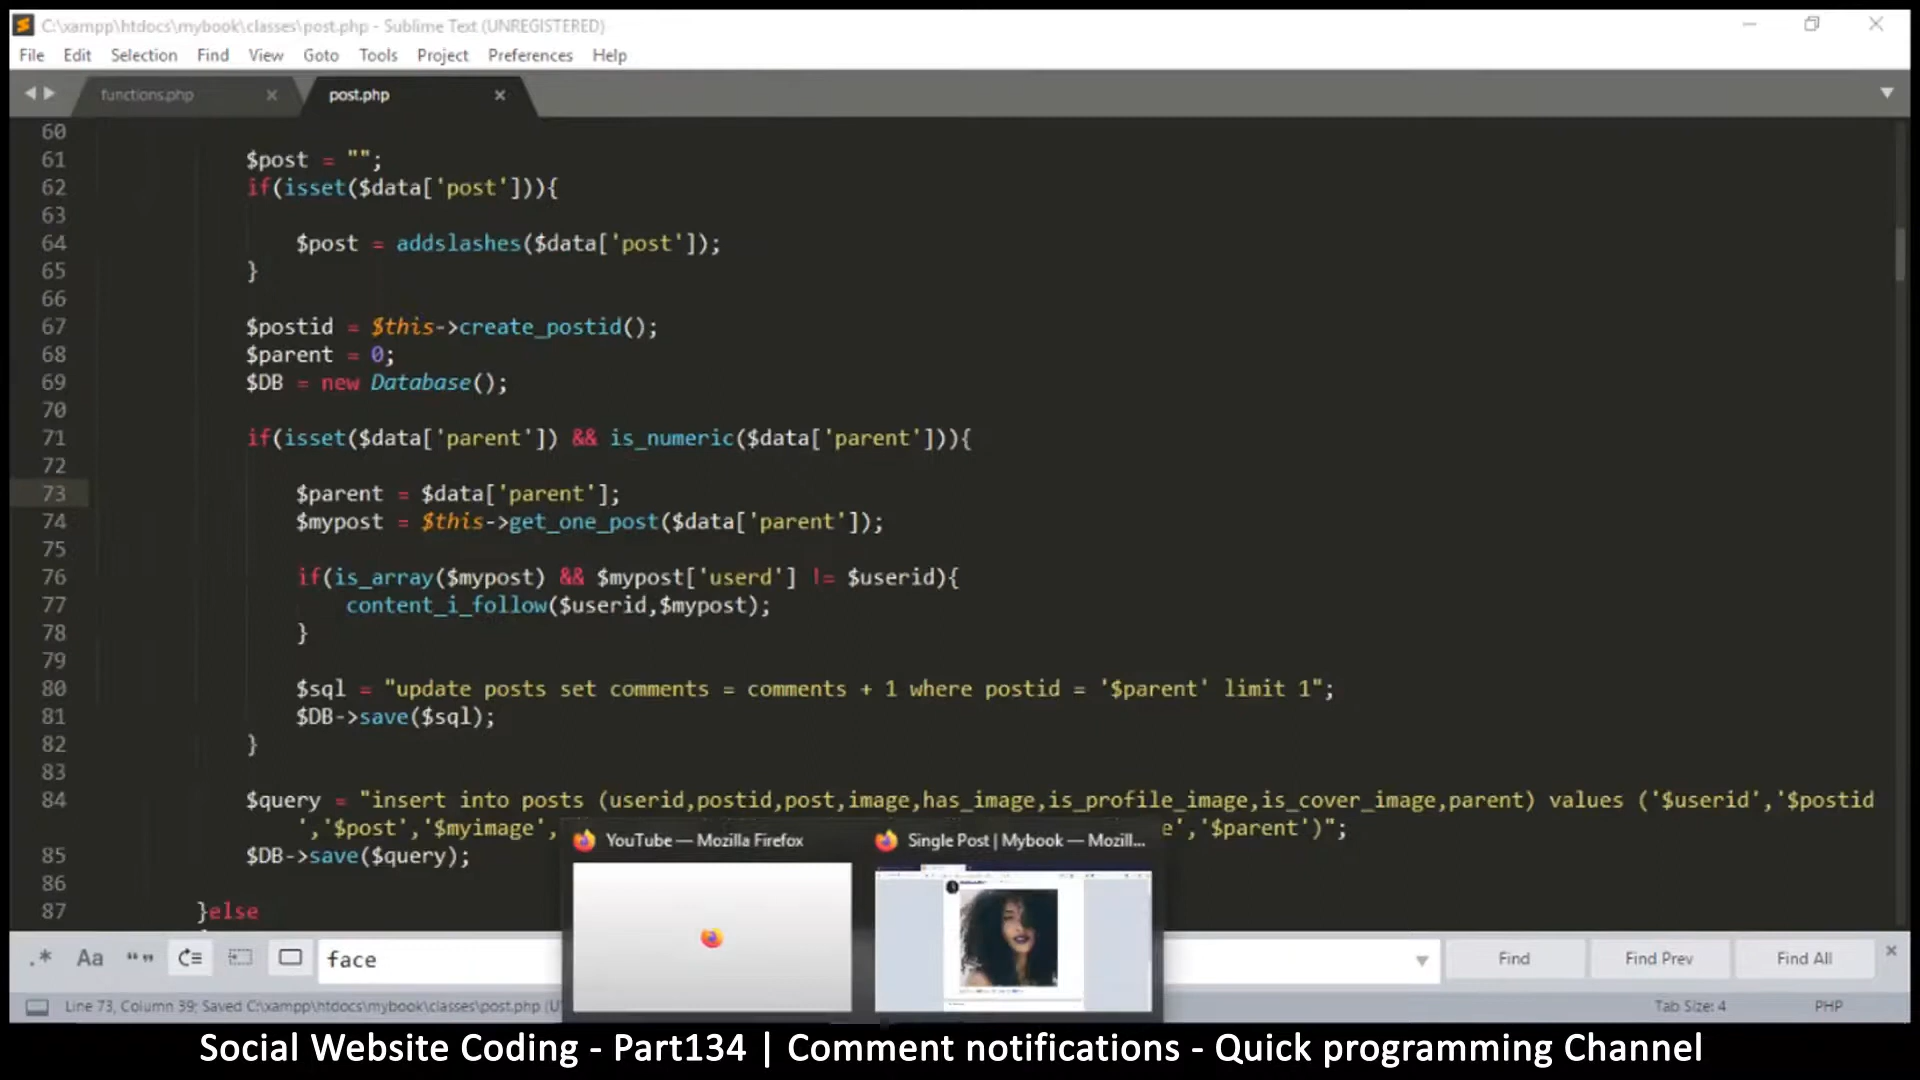 C:\xampp\htdocs\mybook\classes\post.php - Sublime Text (UNREGISTERED)
File Edit Selection Find View Goto Tools Project Preferences Help
functions.php post.php
60
61 $post = "";
62 if(isset($data['post'])){
63
64 $post = addslashes($data['post']);
65 }
66
67 $postid = $this->create_postid();
68 $parent = 0;
69 $DB = new Database();
70
71 if(isset($data['parent']) && is_numeric($data['parent'])){
72
73 $parent = $data['parent'];
74 $mypost = $this->get_one_post($data['parent']);
75
76 if(is_array($mypost) && $mypost['userd'] != $userid){
77 content_i_follow($userid,$mypost);
78 }
79
80 $sql = "update posts set comments = comments + 1 where postid = '$parent' limit 1";
81 $DB->save($sql);
82 }
83
84 $query = "insert into posts (userid,postid,post,image,has_image,is_profile_image,is_cover_image,parent) values ('$userid','$postid
','$post','$myimage', e','$parent')";
85 $DB->save($query);
86
87 }else
YouTube — Mozilla Firefox
Single Post | Mybook — Mozill...
.* Aa “” face Find Find Prev Find All
Line 73, Column 39; Saved C:\xampp\htdocs\mybook\classes\post.php (U Tab Size: 4 PHP
Social Website Coding - Part134 | Comment notifications - Quick programming Channel